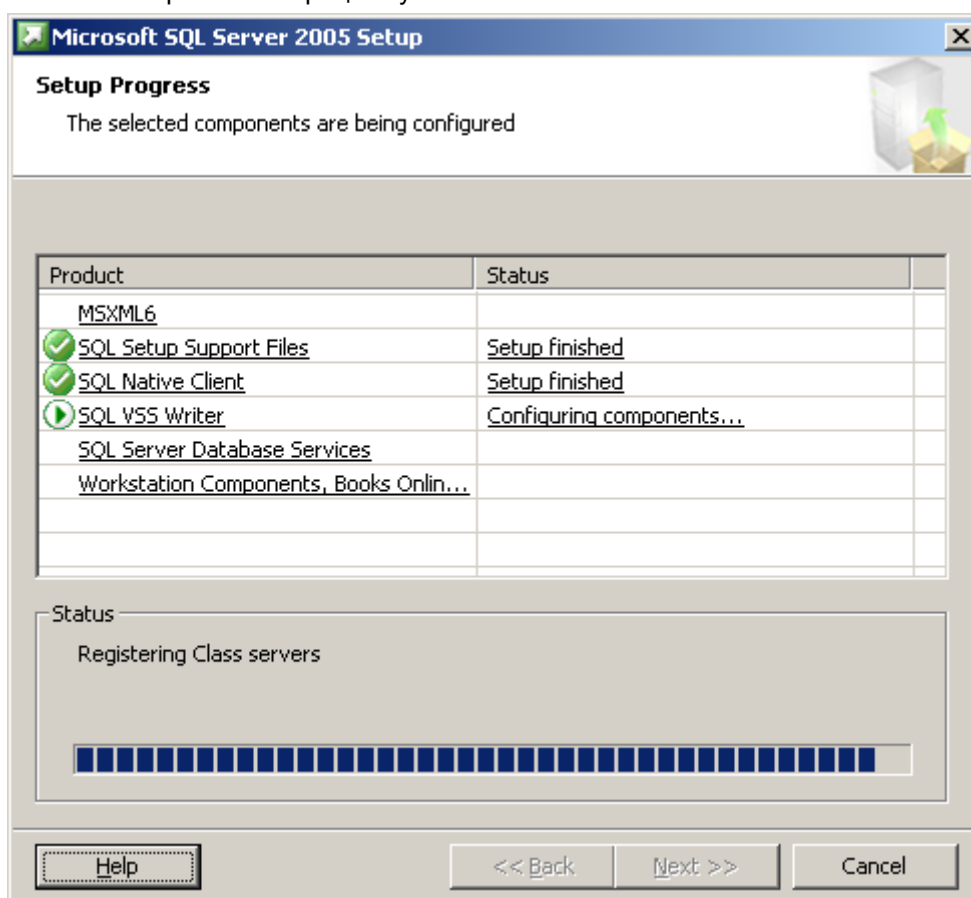 Microsoft SQL Server 2005 Setup
Setup Progress
The selected components are being configured
Product Status
MSXML6
SQL Setup Support Files Setup finished
SQL Native Client Setup finished
SQL VSS Writer Configuring components...
SQL Server Database Services
Workstation Components, Books Onlin...
Status
Registering Class servers
Help << Back Next >> Cancel